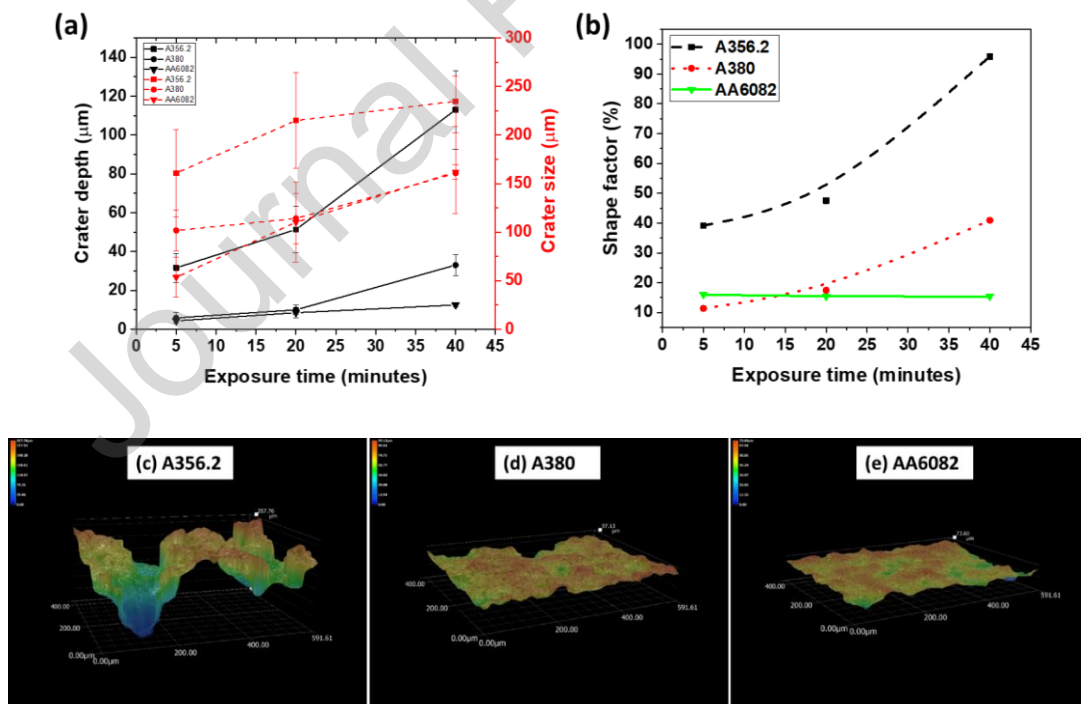 Journal P
(a)
A356.2
A380
AA6082
A356.2
A380
AA6082
140
120
100
80
60
40
20
0
Crater depth (µm)
300
250
200
150
100
50
0
Crater size (µm)
0 5 10 15 20 25 30 35 40 45
Exposure time (minutes)
(b)
A356.2
A380
AA6082
100
90
80
70
60
50
40
30
20
10
Shape factor (%)
0 5 10 15 20 25 30 35 40 45
Exposure time (minutes)
(c) A356.2
400.00
200.00
0.00µm
0.00µm
200.00
400.00
591.61
(d) A380
97.13
µm
400.00
200.00
0.00µm
0.00µm
200.00
400.00
591.61
(e) AA6082
73.60
µm
400.00
200.00
0.00µm
0.00µm
200.00
400.00
591.61